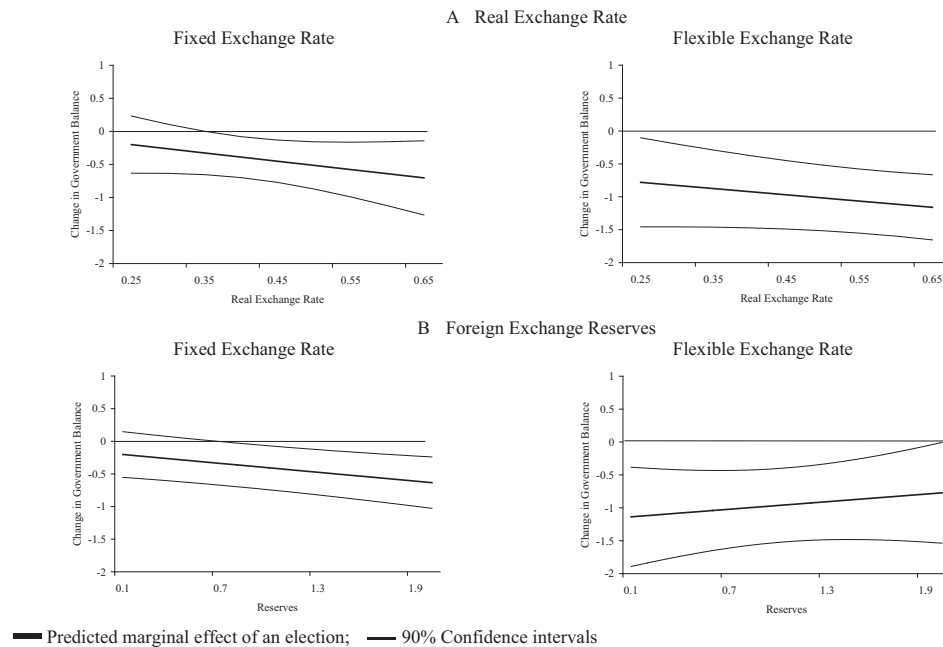 A Real Exchange Rate
Fixed Exchange Rate
1
0.5
0
-0.5
-1
-1.5
-2
Change in Government Balance
0.25 0.35 0.45 0.55 0.65
Real Exchange Rate
Flexible Exchange Rate
1
0.5
0
-0.5
-1
-1.5
-2
Change in Government Balance
0.25 0.35 0.45 0.55 0.65
Real Exchange Rate
B Foreign Exchange Reserves
Fixed Exchange Rate
1
0.5
0
-0.5
-1
-1.5
-2
Change in Government Balance
0.1 0.7 1.3 1.9
Reserves
Flexible Exchange Rate
1
0.5
0
-0.5
-1
-1.5
-2
Change in Government Balance
0.1 0.7 1.3 1.9
Reserves
Predicted marginal effect of an election; 90% Confidence intervals